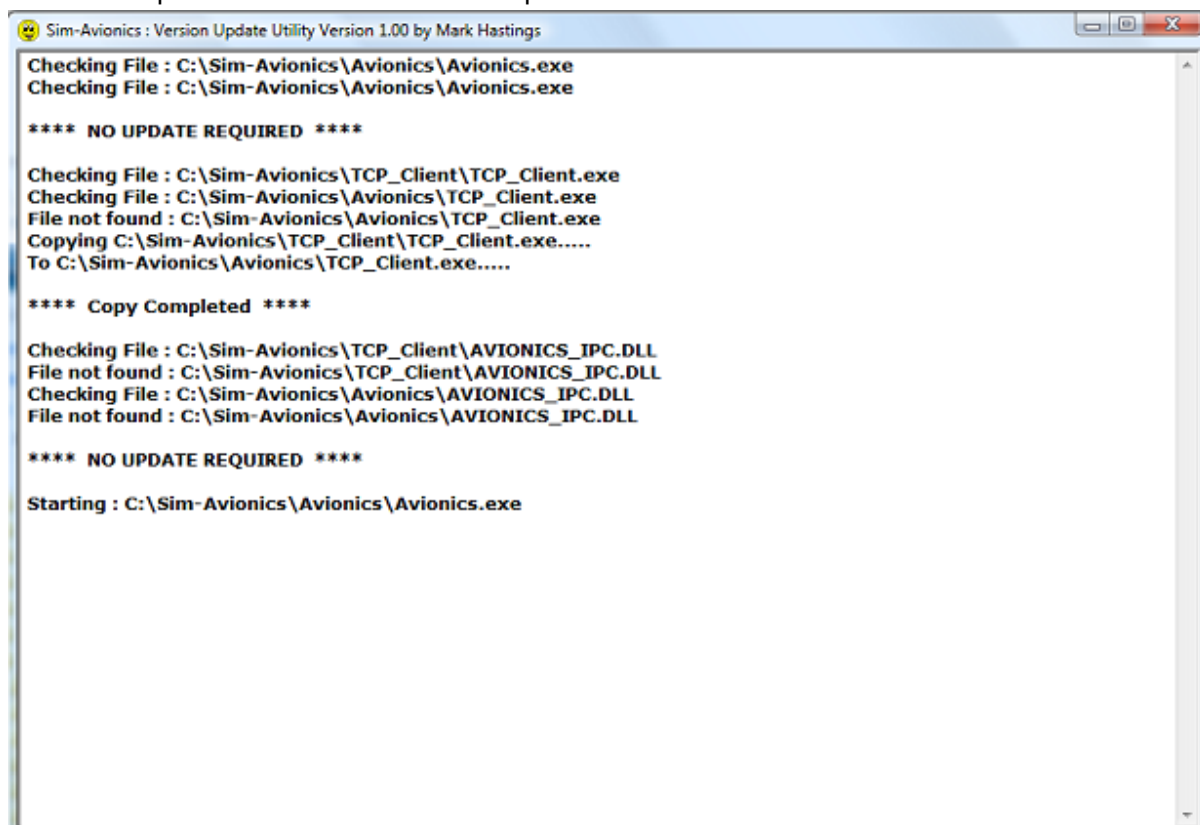 Sim-Avionics : Version Update Utility Version 1.00 by Mark Hastings
Checking File : C:\Sim-Avionics\Avionics\Avionics.exe
Checking File : C:\Sim-Avionics\Avionics\Avionics.exe
**** NO UPDATE REQUIRED ****
Checking File : C:\Sim-Avionics\TCP_Client\TCP_Client.exe
Checking File : C:\Sim-Avionics\Avionics\TCP_Client.exe
File not found : C:\Sim-Avionics\Avionics\TCP_Client.exe
Copying C:\Sim-Avionics\TCP_Client\TCP_Client.exe.....
To C:\Sim-Avionics\Avionics\TCP_Client.exe.....
**** Copy Completed ****
Checking File : C:\Sim-Avionics\TCP_Client\AVIONICS_IPC.DLL
File not found : C:\Sim-Avionics\TCP_Client\AVIONICS_IPC.DLL
Checking File : C:\Sim-Avionics\Avionics\AVIONICS_IPC.DLL
File not found : C:\Sim-Avionics\Avionics\AVIONICS_IPC.DLL
**** NO UPDATE REQUIRED ****
Starting : C:\Sim-Avionics\Avionics\Avionics.exe